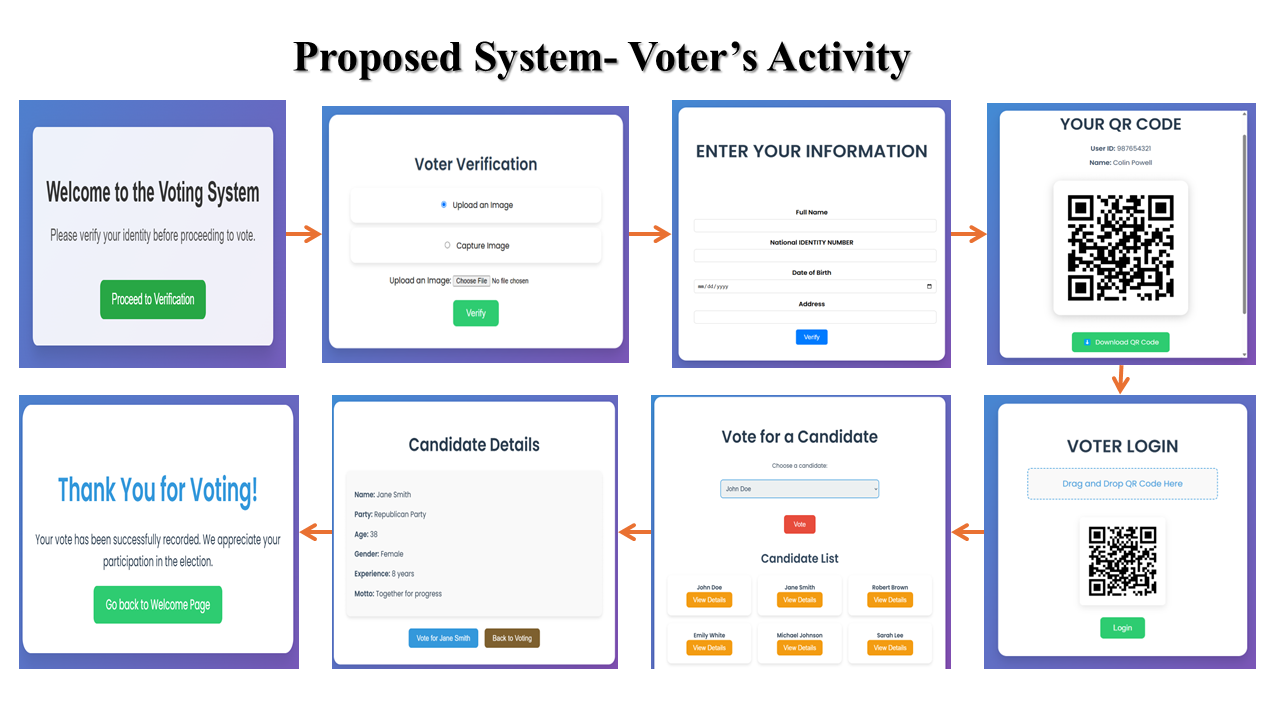 Proposed System- Voter’s Activity
Welcome to the Voting System
Please verify your identity before proceeding to vote.
Proceed to Verification
Voter Verification
Upload an Image
Capture Image
Upload an Image: Choose File No file chosen
Verify
ENTER YOUR INFORMATION
Full Name
National IDENTITY NUMBER
Date of Birth
mm/dd/yyyy
Address
Verify
YOUR QR CODE
User ID: 987654321
Name: Colin Powell
Download QR Code
VOTER LOGIN
Drag and Drop QR Code Here
Login
Vote for a Candidate
Choose a candidate:
John Doe
Vote
Candidate List
John Doe
View Details
Jane Smith
View Details
Robert Brown
View Details
Emily White
View Details
Michael Johnson
View Details
Sarah Lee
View Details
Candidate Details
Name: Jane Smith
Party: Republican Party
Age: 38
Gender: Female
Experience: 8 years
Motto: Together for progress
Vote for Jane Smith
Back to Voting
Thank You for Voting!
Your vote has been successfully recorded. We appreciate your
participation in the election.
Go back to Welcome Page